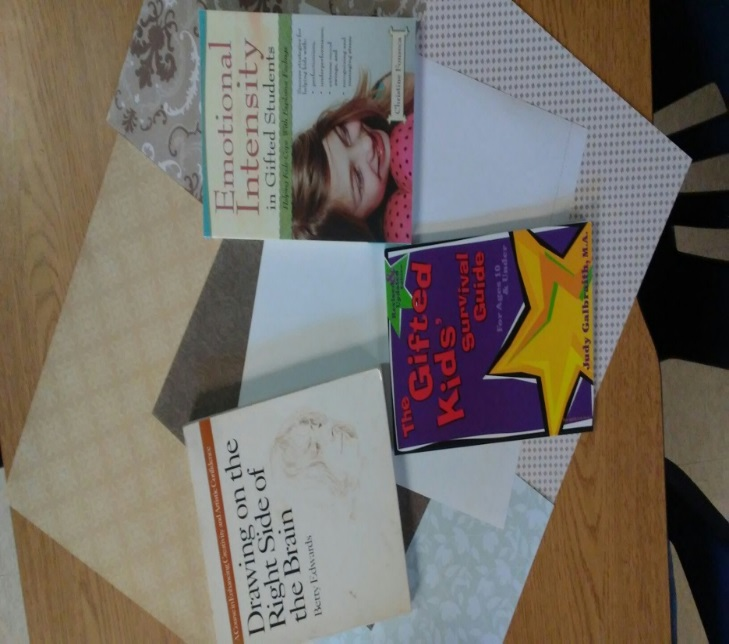 Emotional
Intensity
in Gifted Students
Helping Kids Cope With Explosive Feelings
Christine Fonseca
The
Gifted
Kids'
Survival
Guide
For Ages 10
& Under
Judy Galbraith, M.A.
A Course in Enhancing Creativity and Artistic Confidence
Drawing on the
Right Side of
the Brain
Betty Edwards